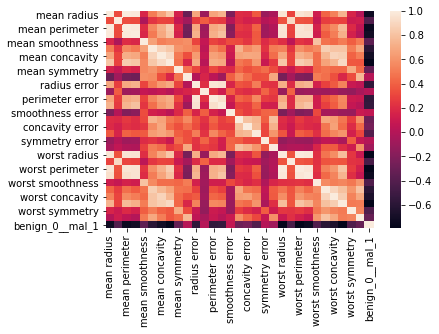 mean radius
mean perimeter
mean smoothness
mean concavity
mean symmetry
radius error
perimeter error
smoothness error
concavity error
symmetry error
worst radius
worst perimeter
worst smoothness
worst concavity
worst symmetry
benign_0__mal_1
mean radius
mean perimeter
mean smoothness
mean concavity
mean symmetry
radius error
perimeter error
smoothness error
concavity error
symmetry error
worst radius
worst perimeter
worst smoothness
worst concavity
worst symmetry
benign_0__mal_1
1.0
0.8
0.6
0.4
0.2
0.0
−0.2
−0.4
−0.6